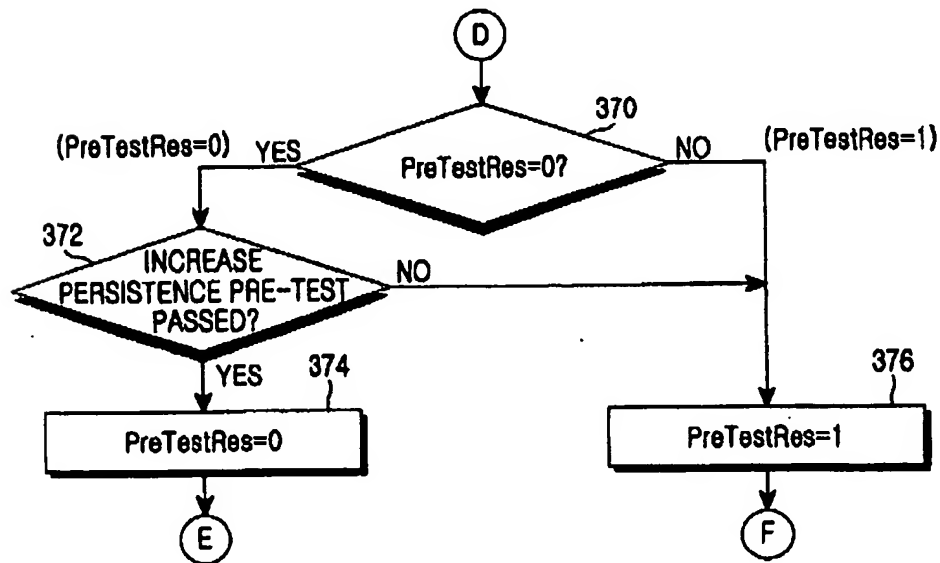 D
370
(PreTestRes=0)
YES
PreTestRes=0?
NO
(PreTestRes=1)
372
INCREASE
PERSISTENCE PRE-TEST
PASSED?
NO
YES
374
376
PreTestRes=0
PreTestRes=1
E
F